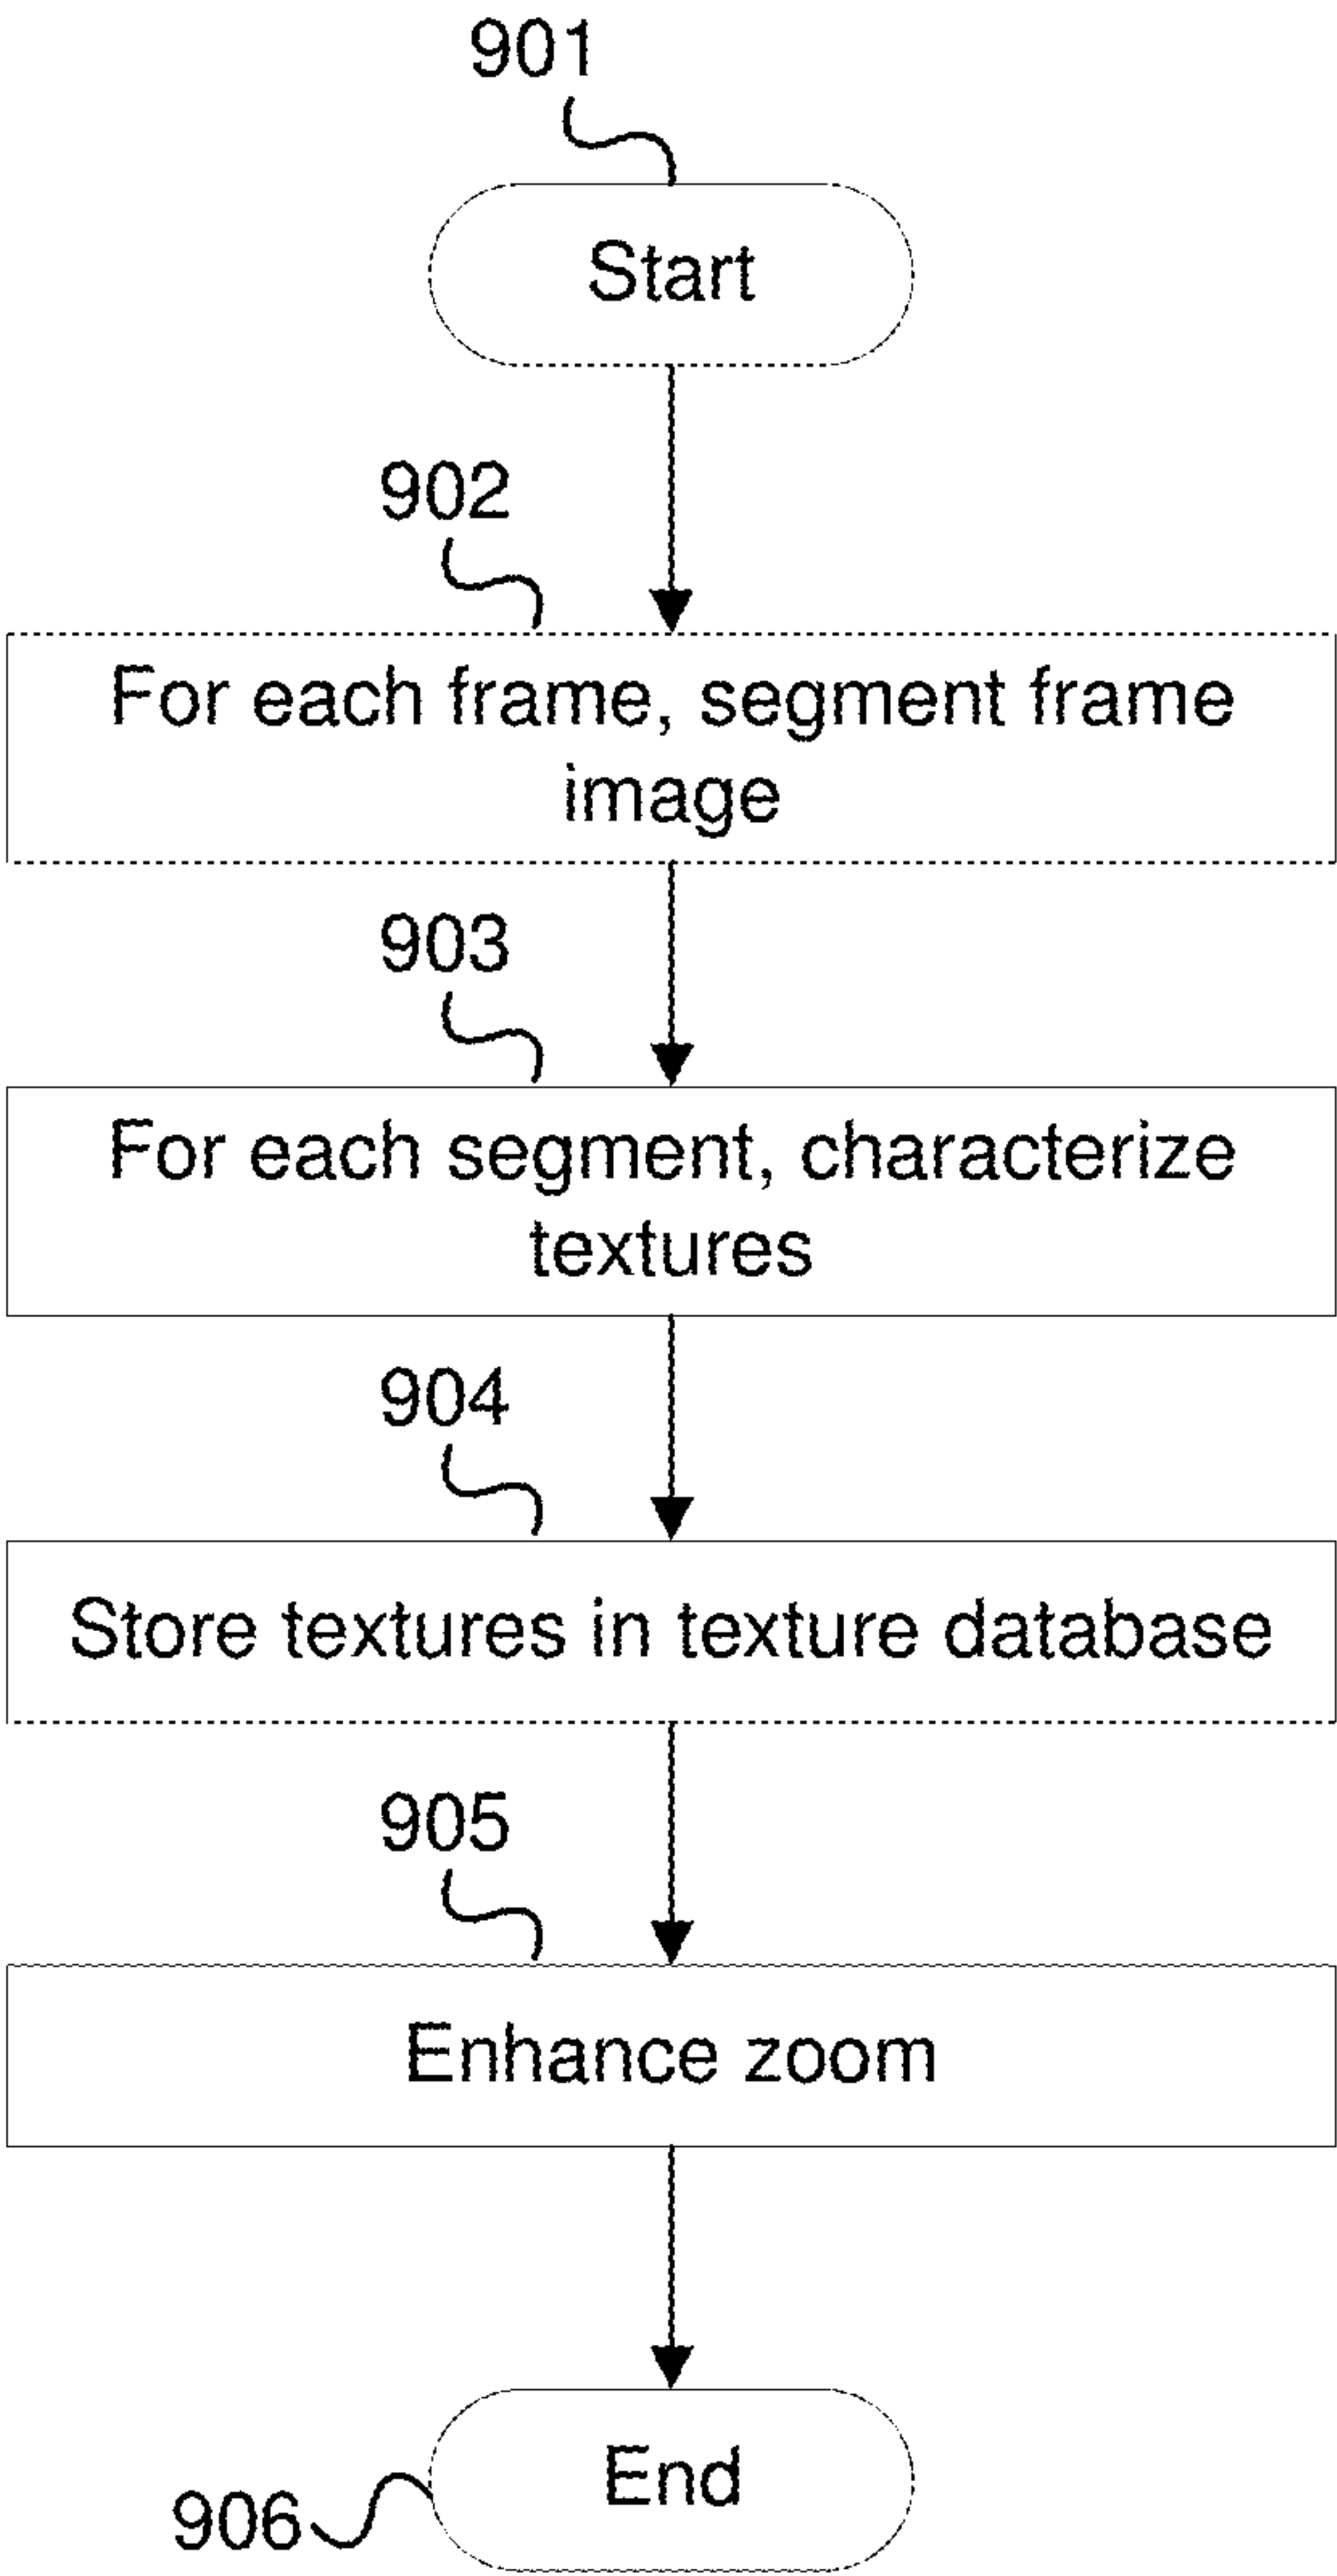 901
Start
902
For each frame, segment frame
image
903
For each segment, characterize
textures
904
Store textures in texture database
905
Enhance zoom
End
906